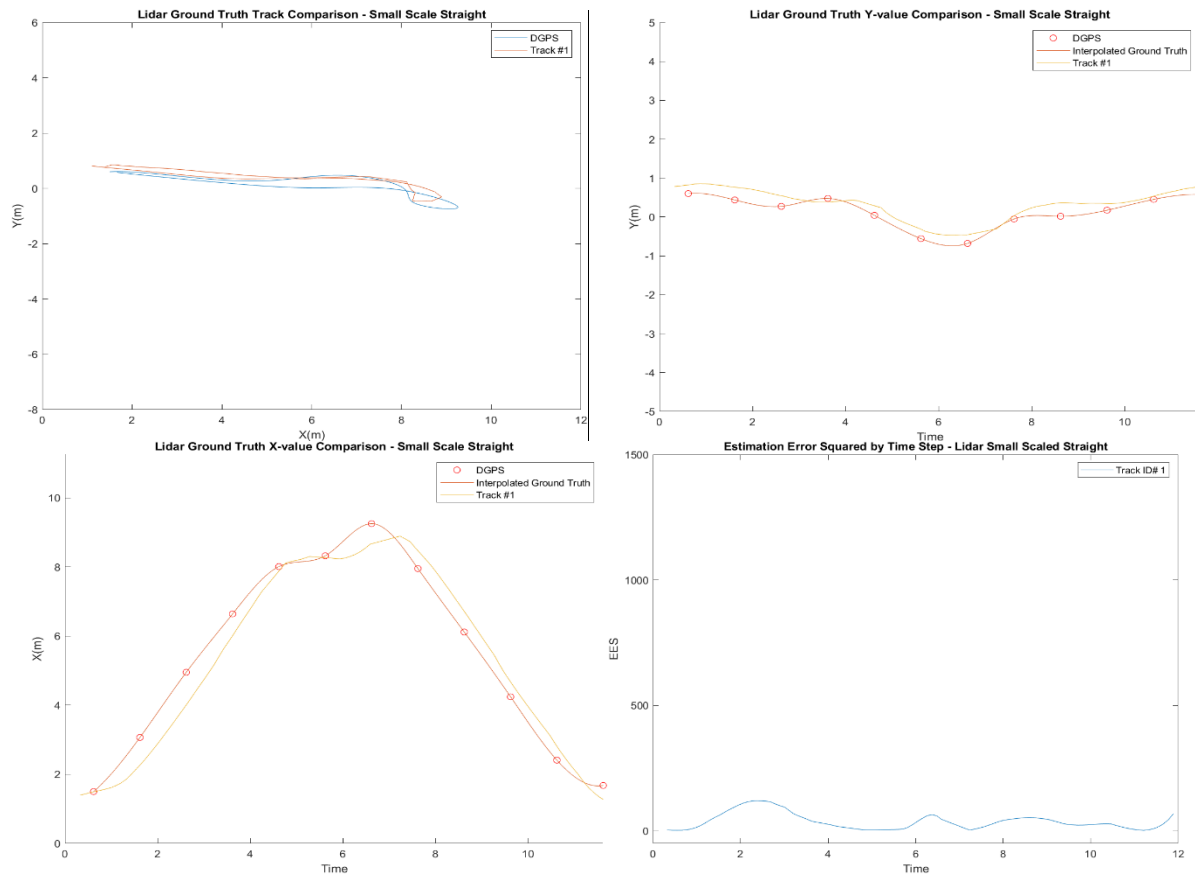 Lidar Ground Truth Track Comparison - Small Scale Straight
DGPS
Track #1
6
4
2
0
-2
-4
-6
-8
Y(m)
0
2
4
6
8
10
12
X(m)
Lidar Ground Truth Y-value Comparison - Small Scale Straight
DGPS
Interpolated Ground Truth
Track #1
5
4
3
2
1
0
-1
-2
-3
-4
-5
Y(m)
0
2
4
6
8
10
Time
Lidar Ground Truth X-value Comparison - Small Scale Straight
DGPS
Interpolated Ground Truth
Track #1
10
8
6
4
2
0
X(m)
0
2
4
6
8
10
Time
Estimation Error Squared by Time Step - Lidar Small Scaled Straight
Track ID# 1
1500
1000
500
0
EES
0
2
4
6
8
10
12
Time